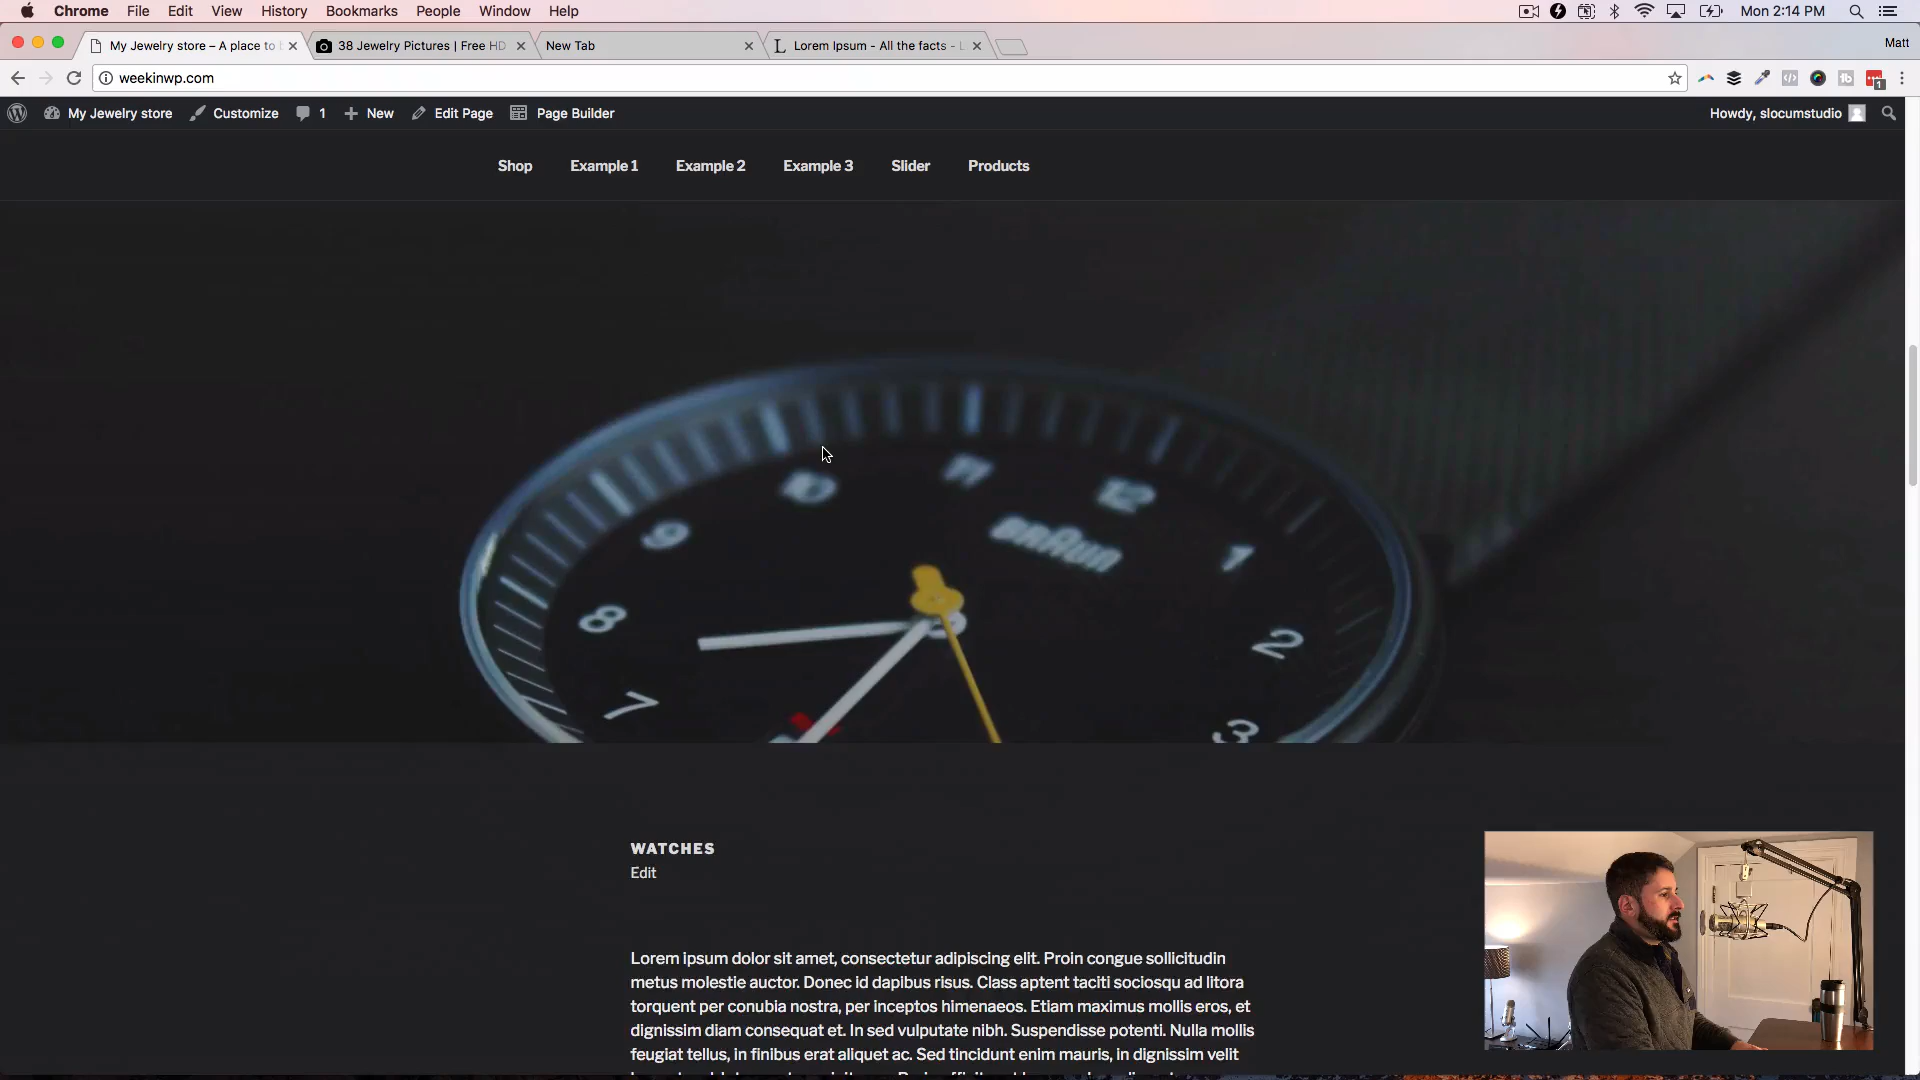 Chrome File Edit View History Bookmarks People Window Help Mon 2:14 PM
My Jewelry store – A place to 38 Jewelry Pictures | Free HD New Tab Lorem Ipsum - All the facts - Matt
weekinwp.com
My Jewelry store Customize 1 New Edit Page Page Builder Howdy, slocumstudio
Shop Example 1 Example 2 Example 3 Slider Products
11
10 12
9 BRAUN 1
8 2
7 3
WATCHES
Edit
Lorem ipsum dolor sit amet, consectetur adipiscing elit. Proin congue sollicitudin
metus molestie auctor. Donec id dapibus risus. Class aptent taciti sociosqu ad litora
torquent per conubia nostra, per inceptos himenaeos. Etiam maximus mollis eros, et
dignissim diam consequat et. In sed vulputate nibh. Suspendisse potenti. Nulla mollis
feugiat tellus, in finibus erat aliquet ac. Sed tincidunt enim mauris, in dignissim velit